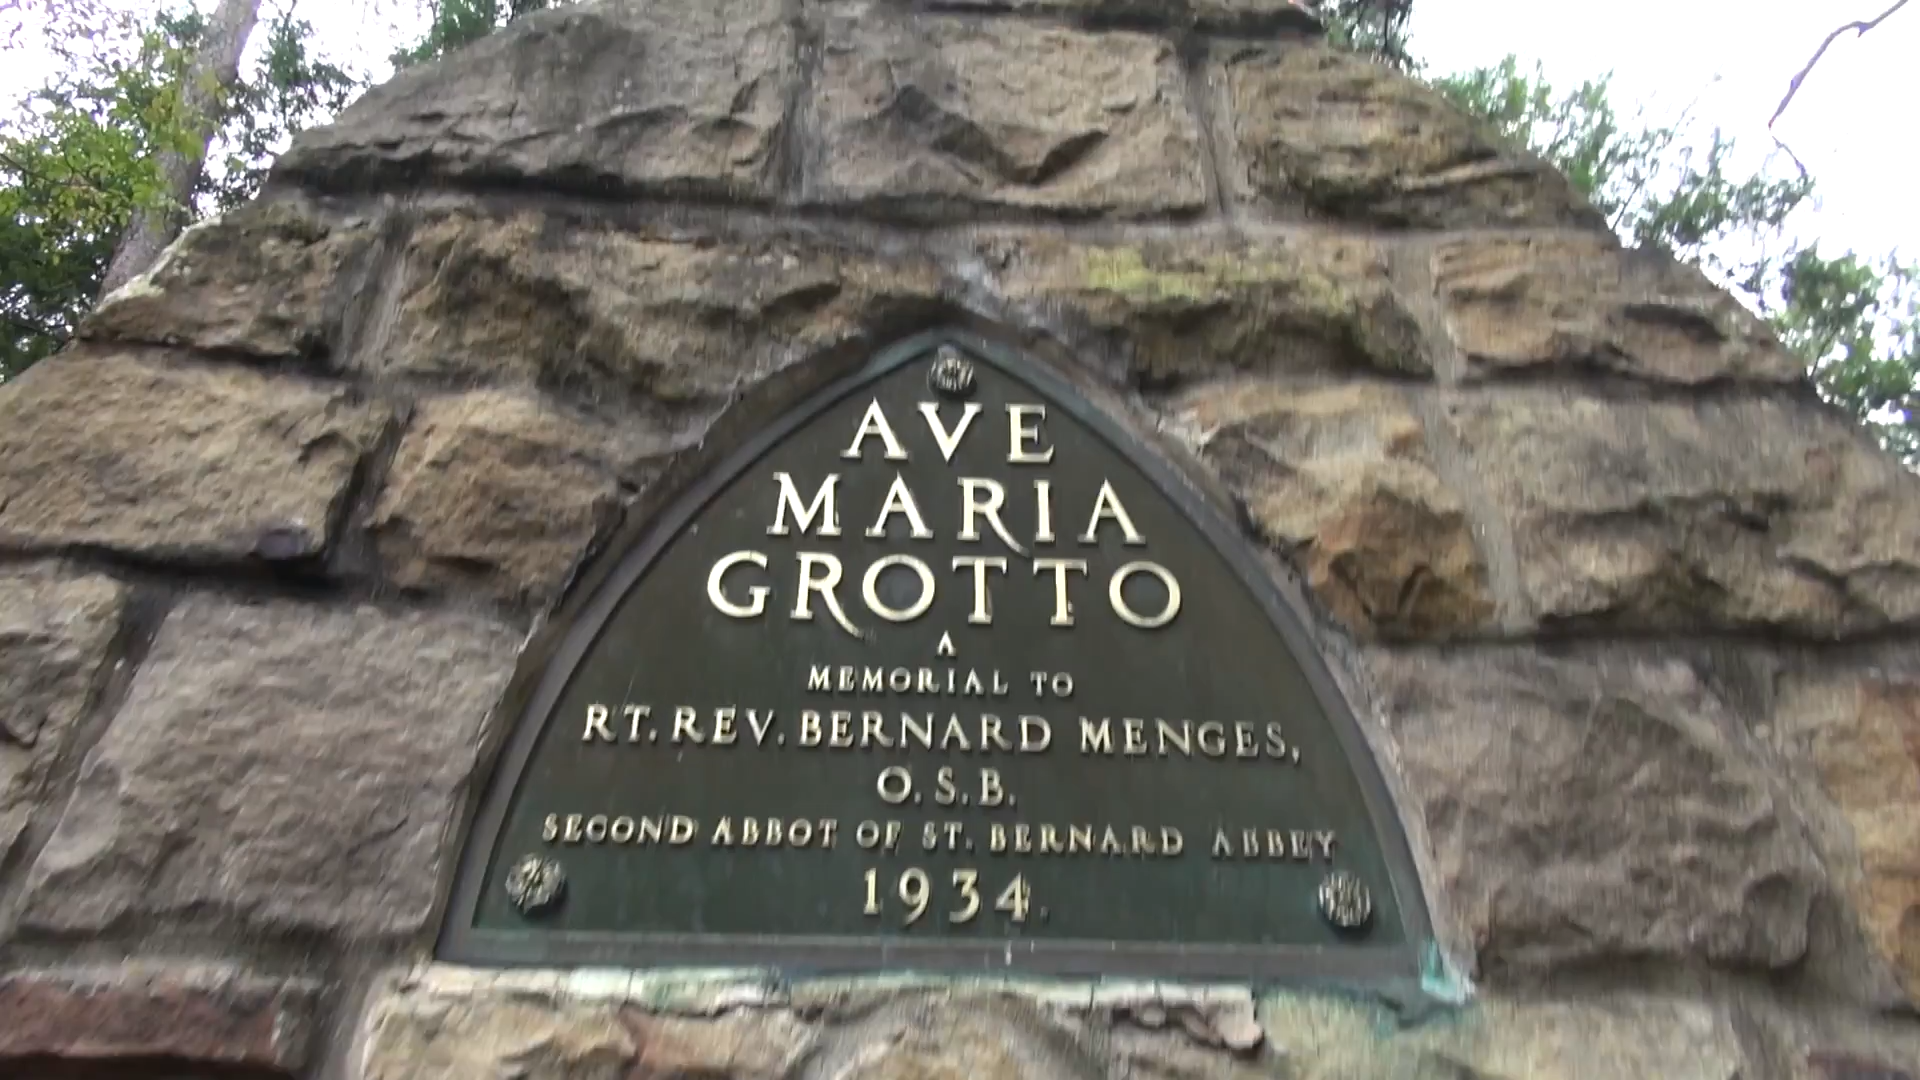 AVE
MARIA
GROTTO
A
MEMORIAL TO
RT. REV. BERNARD MENGES,
O. S. B.
SECOND ABBOT OF ST. BERNARD ABBEY
1934.